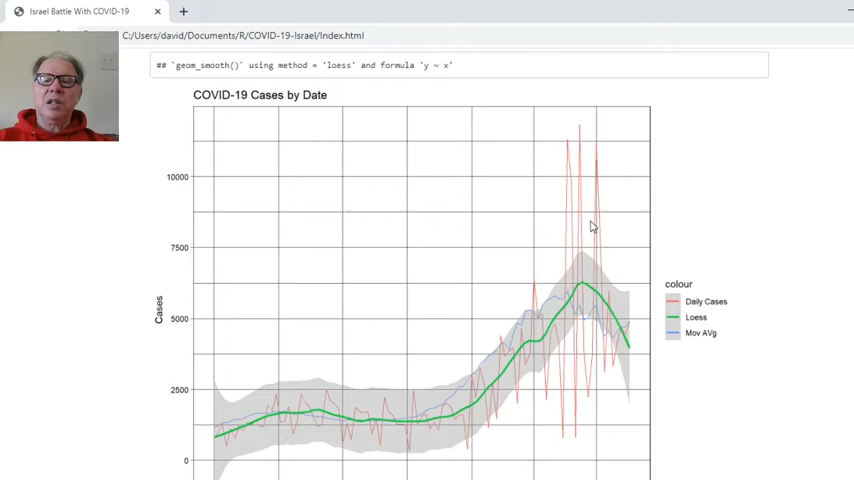 Israel Battle With COVID-19
C:/Users/david/Documents/R/COVID-19-Israel/Index.html
## `geom_smooth()` using method = 'loess' and formula 'y ~ x'
COVID-19 Cases by Date
10000
7500
5000
2500
0
Cases
colour
Daily Cases
Loess
Mov AVg